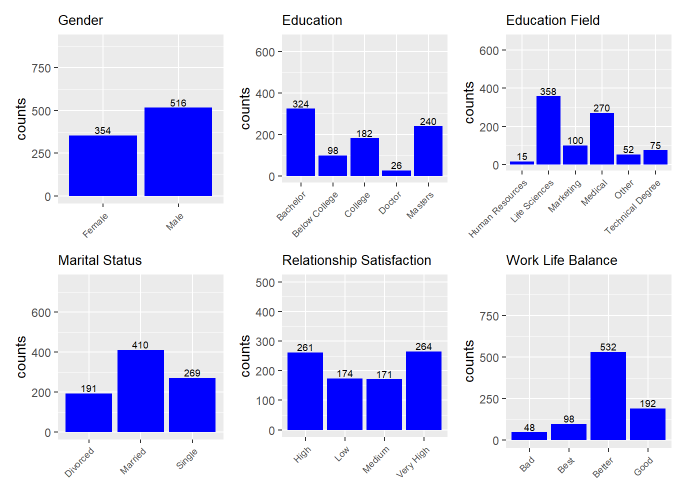 Gender
counts
0
250
500
750
354
516
Female
Male
Education
counts
0
200
400
600
324
98
182
26
240
Bachelor
Below College
College
Doctor
Masters
Education Field
counts
0
200
400
600
15
358
100
270
52
75
Human Resources
Life Sciences
Marketing
Medical
Other
Technical Degree
Marital Status
counts
0
200
400
600
191
410
269
Divorced
Married
Single
Relationship Satisfaction
counts
0
100
200
300
400
500
261
174
171
264
High
Low
Medium
Very High
Work Life Balance
counts
0
250
500
750
48
98
532
192
Bad
Best
Better
Good